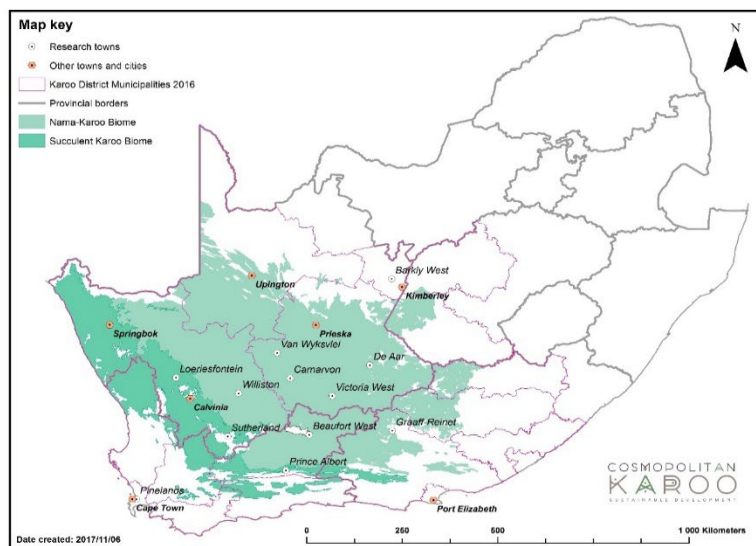 Map key
Research towns
Other towns and cities
Karoo District Municipalities 2016
Provincial borders
Nama-Karoo Biome
Succulent Karoo Biome
N
Barkly West
Upington
Kimberley
Springbok
Prieska
Van Wyksvlei
De Aar
Loeriesfontein
Carnarvon
Williston
Victoria West
Calvinia
Sutherland
Beaufort West
Graaff-Reinet
Prince Albert
Pinelands
Cape Town
Port Elizabeth
COSMOPOLITAN
KAROO
SUSTAINABLE DEVELOPMENT
Date created: 2017/11/06
0 250 500 1 000 Kilometers